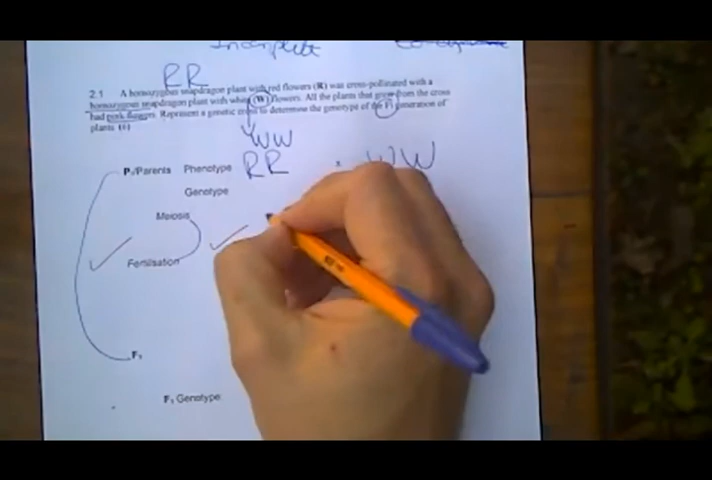 Incomplete
RR
2.1 A homozygous snapdragon plant with red flowers (R) was cross-pollinated with a
homozygous snapdragon plant with white (W) flowers. All the plants that grew from the cross
had pink flowers. Represent a genetic cross to determine the genotype of the F₁ generation of
plants. (6)
WW
P₁/Parents Phenotype RR x WW
Genotype
Meiosis
Fertilisation
F₁
F₁ Genotype